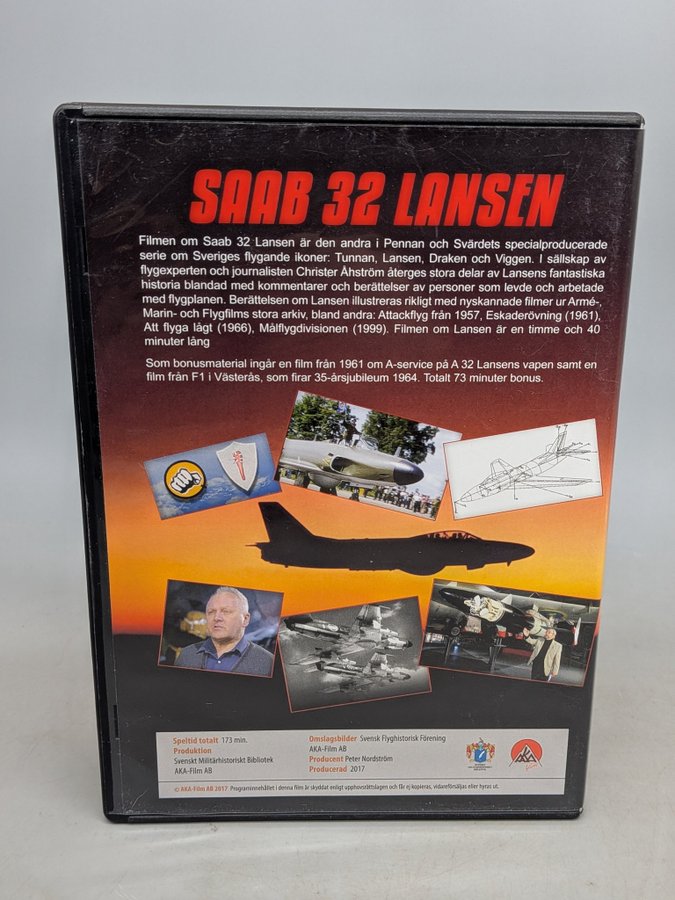 SAAB 32 LANSEN
Filmen om Saab 32 Lansen är den andra i Pennan och Svärdets specialproducerade
serie om Sveriges flygande ikoner: Tunnan, Lansen, Draken och Viggen. I sällskap av
flygexperten och journalisten Christer Åhström återges stora delar av Lansens fantastiska
historia blandad med kommentarer och berättelser av personer som levde och arbetade
med flygplanen. Berättelsen om Lansen illustreras rikligt med nyskannade filmer ur Armé-,
Marin- och Flygfilms stora arkiv, bland andra: Attackflyg från 1957, Eskaderövning (1961),
Att flyga lågt (1966), Målflygdivisionen (1999). Filmen om Lansen är en timme och 40
minuter lång
Som bonusmaterial ingår en film från 1961 om A-service på A 32 Lansens vapen samt en
film från F1 i Västerås, som firar 35-årsjubileum 1964. Totalt 73 minuter bonus.
Speltid totalt 173 min.
Produktion
Svenskt Militärhistoriskt Bibliotek
AKA-Film AB
Omslagsbilder Svensk Flyghistorisk Förening
AKA-Film AB
Producent Peter Nordström
Producerad 2017
© AKA-Film AB 2017 Programinnehållet i denna film är skyddat enligt upphovsrättslagen och får ej kopieras, vidareförsäljas eller hyras ut.